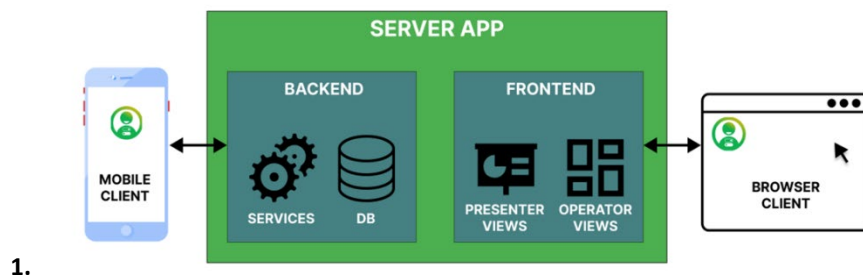 SERVER APP
BACKEND
FRONTEND
MOBILE
CLIENT
SERVICES
DB
PRESENTER
VIEWS
OPERATOR
VIEWS
BROWSER
CLIENT
1.